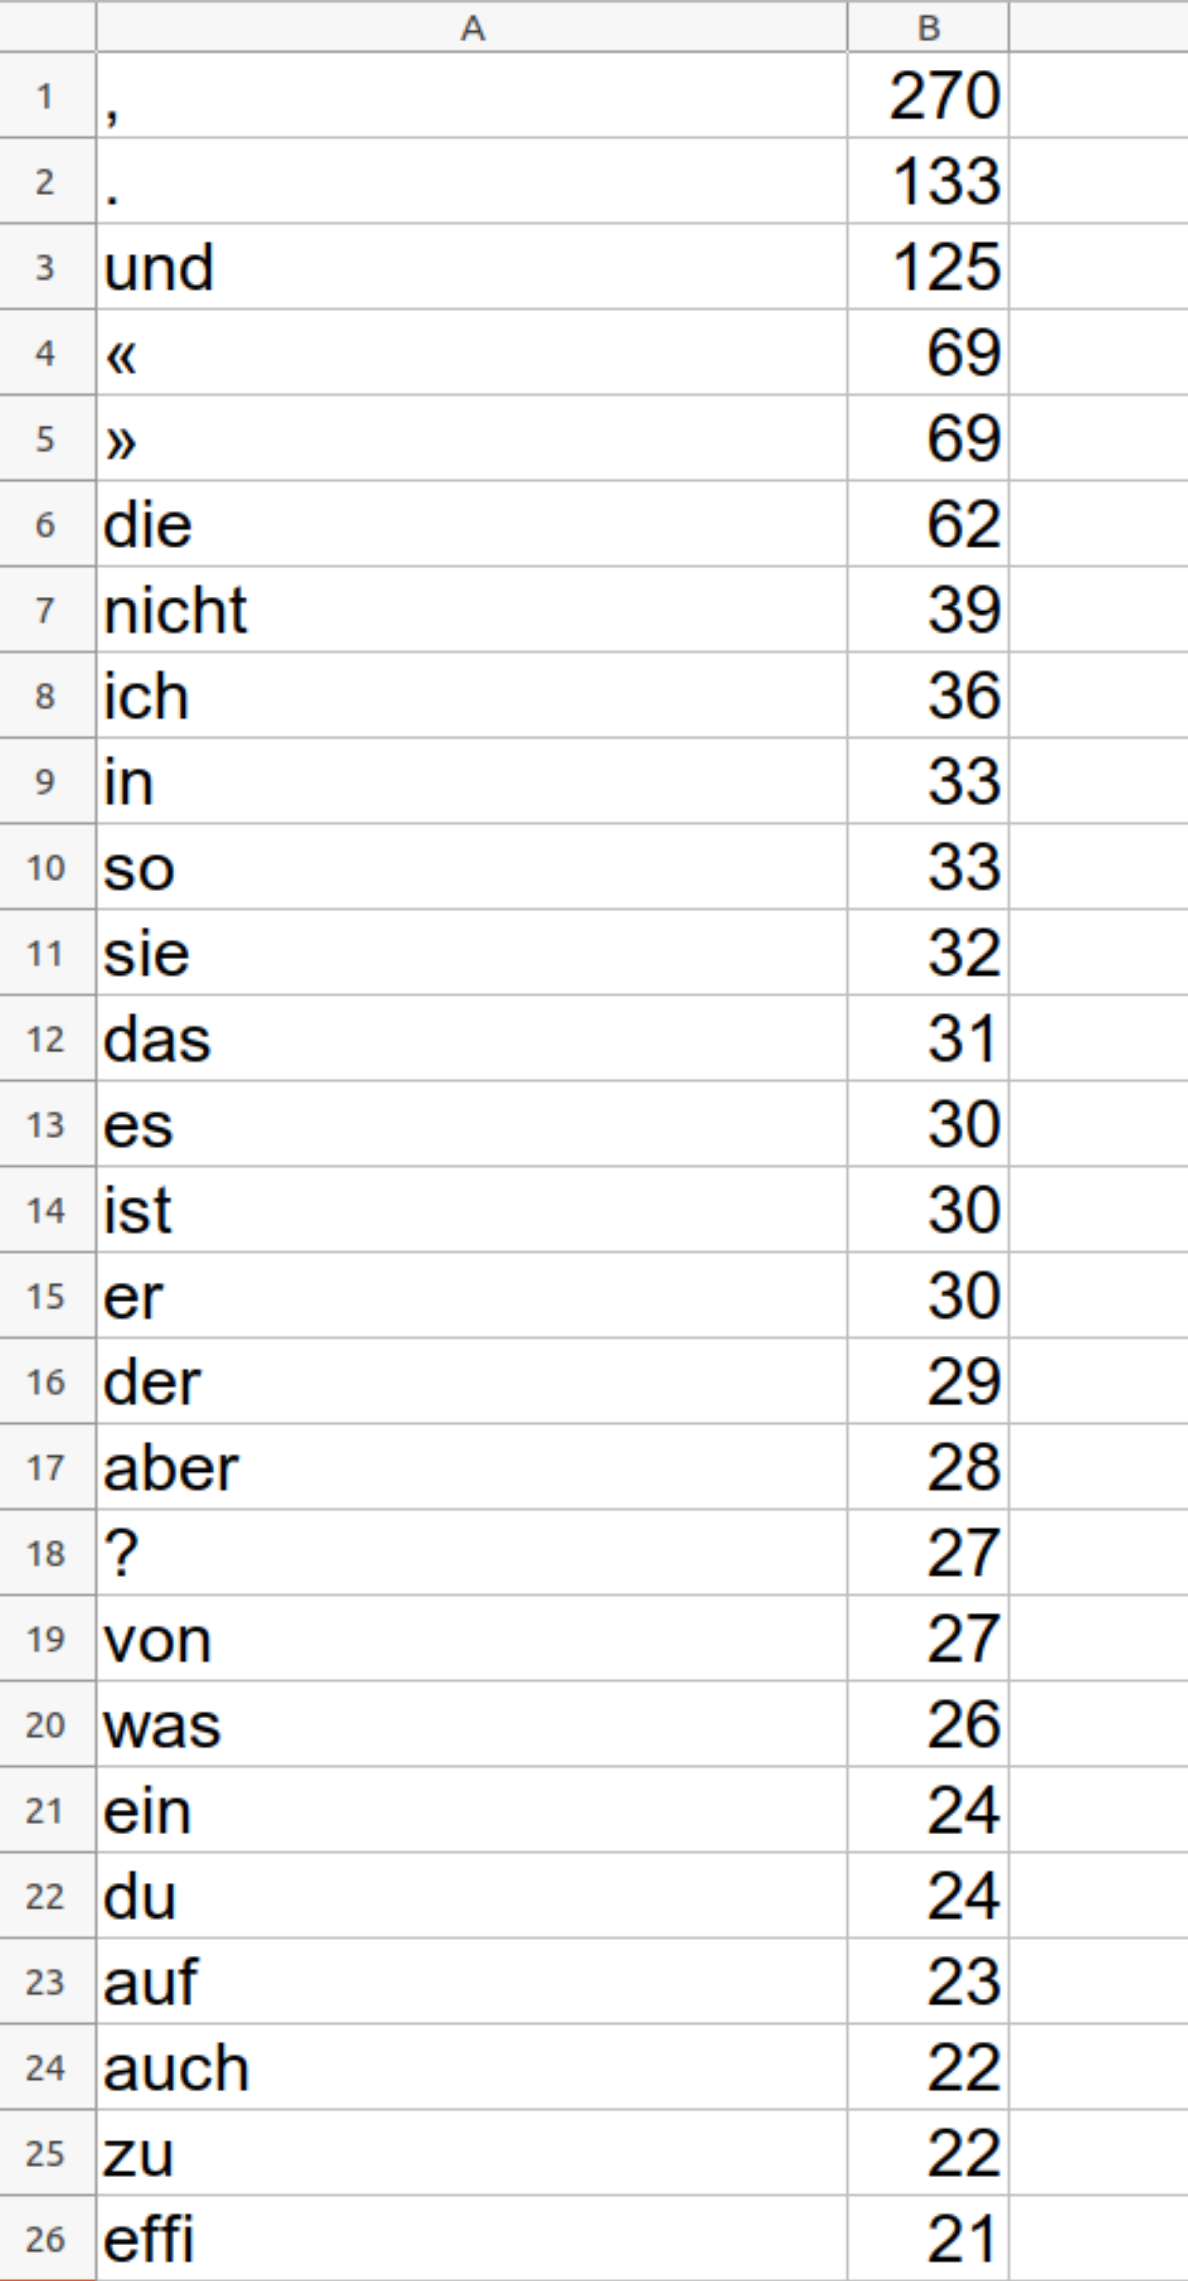 A B
1 , 270
2 . 133
3 und 125
4 « 69
5 » 69
6 die 62
7 nicht 39
8 ich 36
9 in 33
10 so 33
11 sie 32
12 das 31
13 es 30
14 ist 30
15 er 30
16 der 29
17 aber 28
18 ? 27
19 von 27
20 was 26
21 ein 24
22 du 24
23 auf 23
24 auch 22
25 zu 22
26 effi 21